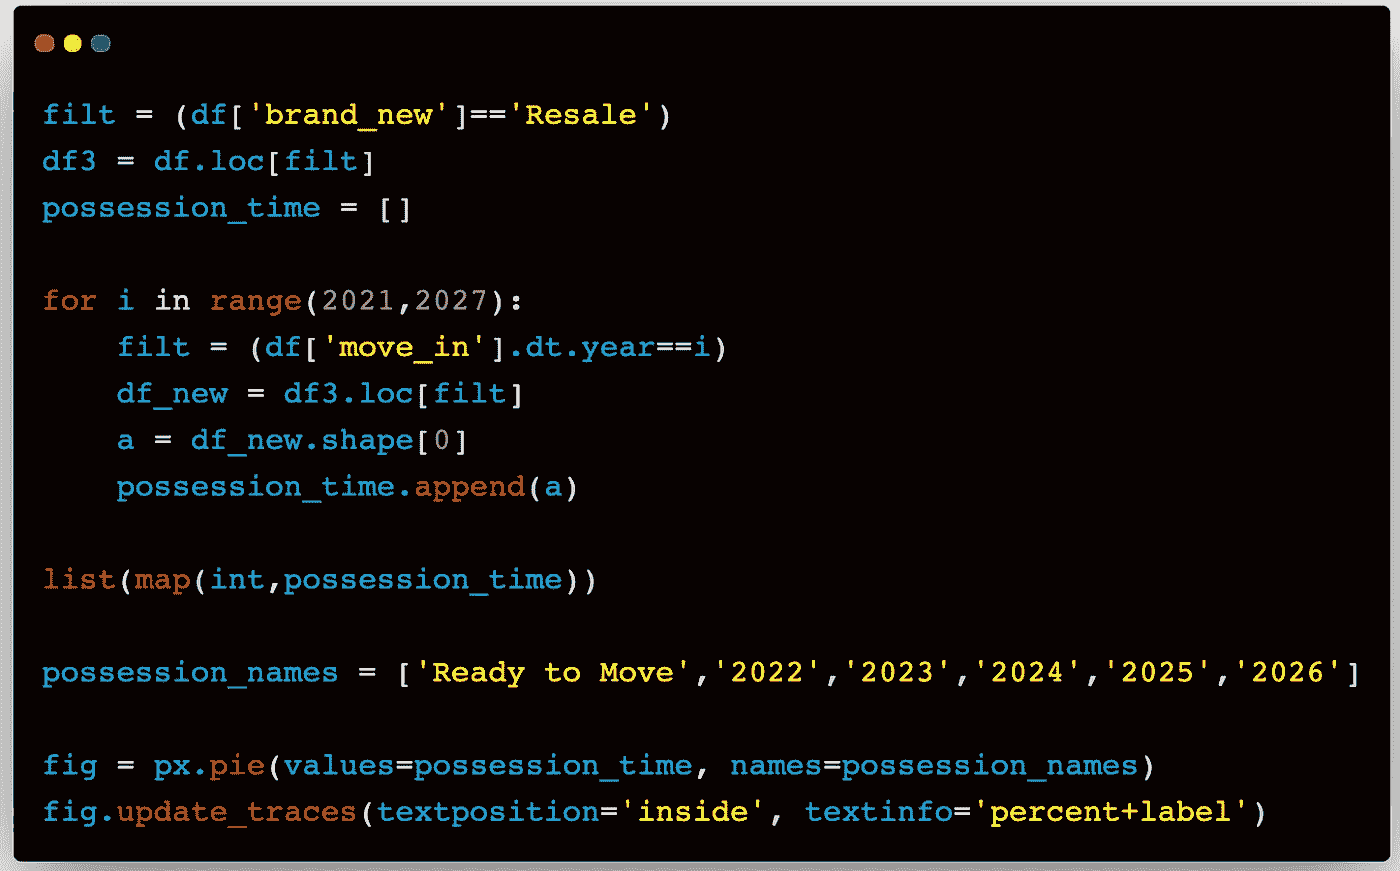 filt = (df['brand_new']=='Resale')
df3 = df.loc[filt]
possession_time = []
for i in range(2021,2027):
    filt = (df['move_in'].dt.year==i)
    df_new = df3.loc[filt]
    a = df_new.shape[0]
    possession_time.append(a)
list(map(int,possession_time))
possession_names = ['Ready to Move','2022','2023','2024','2025','2026']
fig = px.pie(values=possession_time, names=possession_names)
fig.update_traces(textposition='inside', textinfo='percent+label')